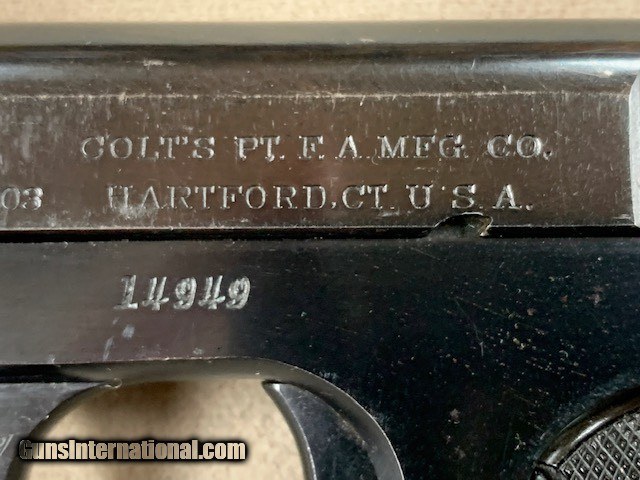 COLT'S PT. F. A. MFG. CO.
03 HARTFORD, CT. U.S.A.
14949
GunsInternational.com